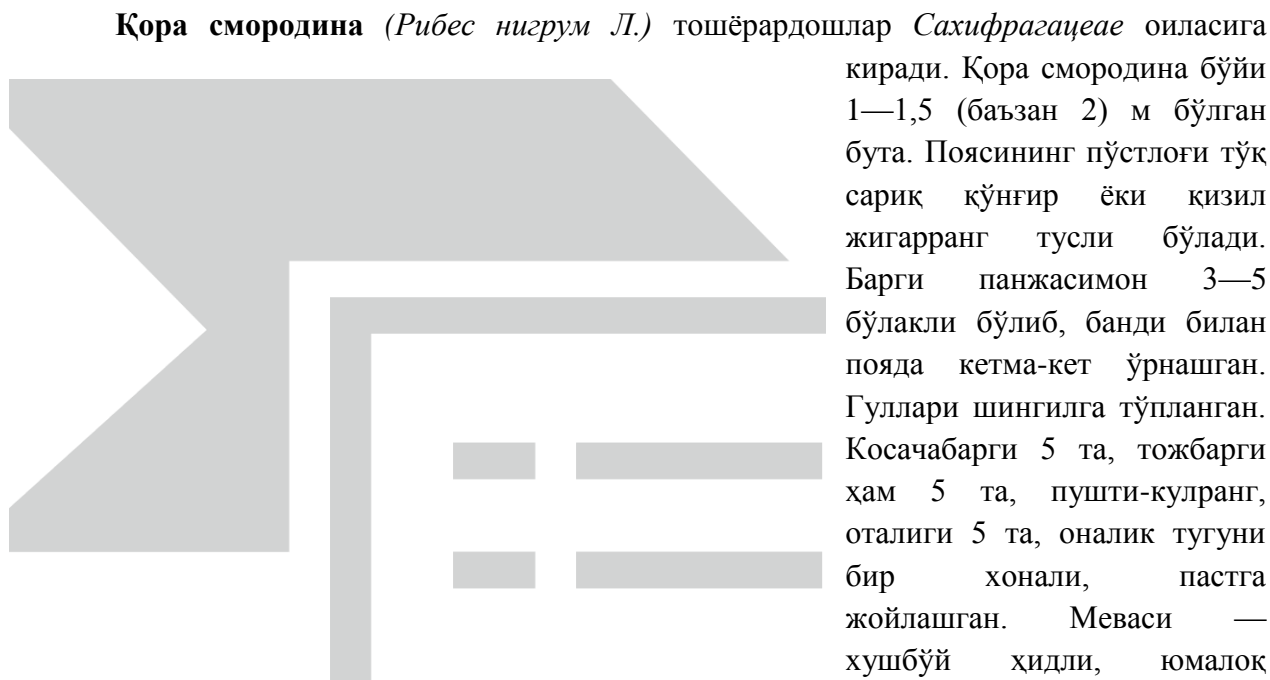 Қора смородина (Рибес нигрум Л.) тошёрардошлар Сахифрагацеае оиласига
киради. Қора смородина бўйи
1—1,5 (баъзан 2) м бўлган
бута. Поясининг пўстлоғи тўқ
сариқ қўнғир ёки қизил
жигарранг тусли бўлади.
Барги панжасимон 3—5
бўлакли бўлиб, банди билан
пояда кетма-кет ўрнашган.
Гуллари шингилга тўпланган.
Косачабарги 5 та, тожбарги
ҳам 5 та, пушти-кулранг,
оталиги 5 та, оналик тугуни
бир хонали, пастга
жойлашган. Меваси —
хушбўй ҳидли, юмалоқ